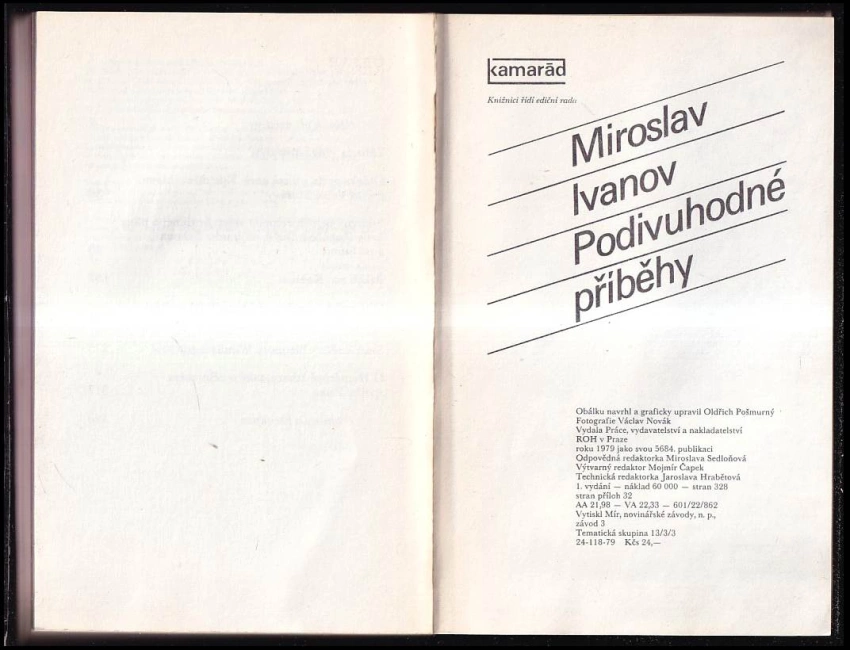 kamarād
Knižnici řídí ediční rada
Miroslav
Ivanov
Podivuhodné
příběhy
Obálku navrhl a graficky upravil Oldřich Pošmurný
Fotografie Václav Novák
Vydala Práce, vydavatelství a nakladatelství
ROH v Praze
roku 1979 jako svou 5684. publikaci
Odpovědná redaktorka Miroslava Sedloňová
Výtvarný redaktor Mojmír Čapek
Technická redaktorka Jaroslava Hrabětová
1. vydání — náklad 60 000 — stran 328
stran příloh 32
AA 21,98 — VA 22,33 — 601/22/862
Vytiskl Mír, novinářské závody, n. p.,
závod 3
Tematická skupina 13/3/3
24-118-79 Kčs 24,—